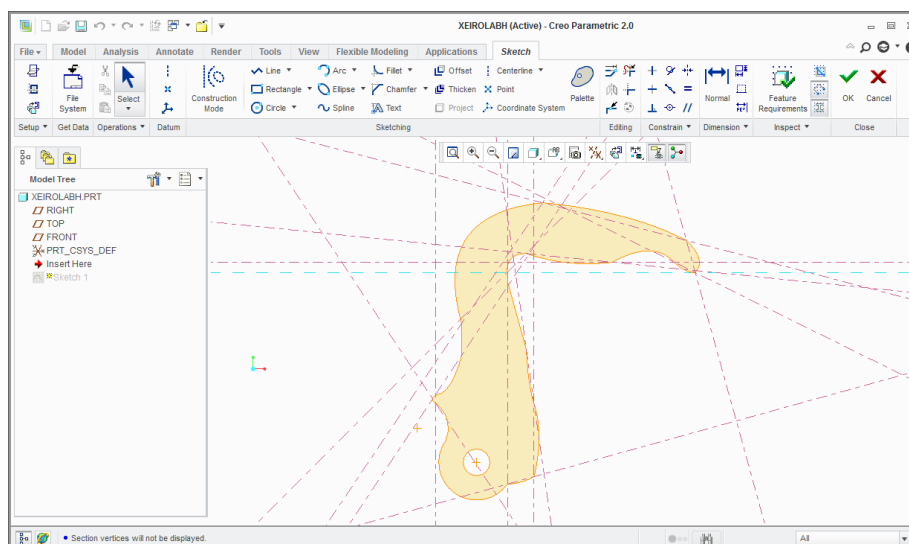 XEIROLABH (Active) - Creo Parametric 2.0
File Model Analysis Annotate Render Tools View Flexible Modeling Applications Sketch
File System
Select
Construction Mode
Line Arc Fillet Offset Centerline
Rectangle Ellipse Chamfer Thicken Point
Circle Spline Text Project Coordinate System
Palette
Normal
Feature Requirements
OK Cancel
Setup Get Data Operations Datum Sketching Editing Constrain Dimension Inspect Close
Model Tree
XEIROLABH.PRT
RIGHT
TOP
FRONT
PRT_CSYS_DEF
Insert Here
Sketch 1
• Section vertices will not be displayed.
All